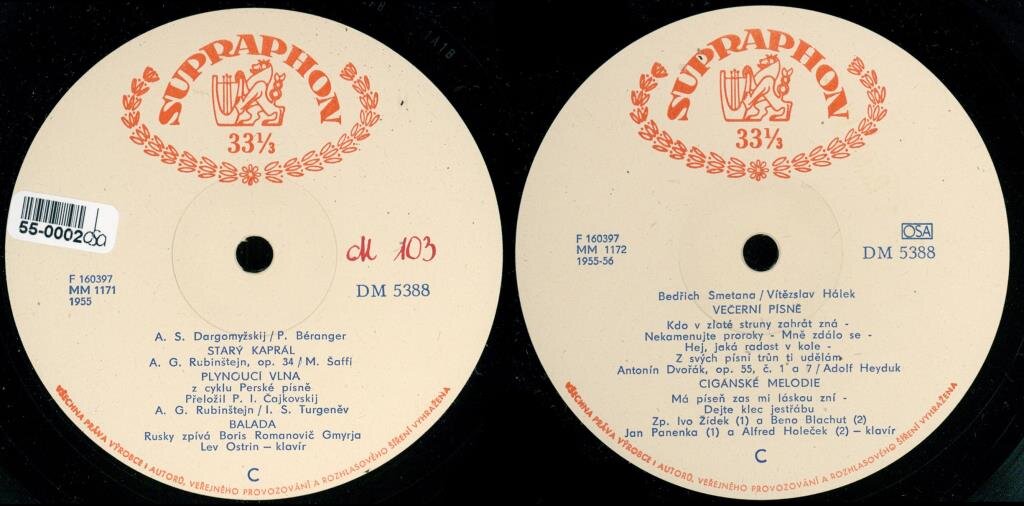 SUPRAPHON
33⅓
55-0002 osa
M 103
F 160397
MM 1171
1955
DM 5388
A. S. Dargomyžskij / P. Béranger
STARÝ KAPRÁL
A. G. Rubinštejn, op. 34 / M. Šaffi
PLYNOUCÍ VLNA
z cyklu Perské písně
Přeložil P. I. Čajkovskij
A. G. Rubinštejn / I. S. Turgeněv
BALADA
Rusky zpívá Boris Romanovič Gmyrja
Lev Ostrin – klavír
C
VŠECHNA PRÁVA VÝROBCE I AUTORŮ, VEŘEJNÉHO PROVOZOVÁNÍ A ROZHLASOVÉHO ŠÍŘENÍ VYHRAŽENA
1A1B
SUPRAPHON
33⅓
F 160397
MM 1172
1955-56
OSA
DM 5388
Bedřich Smetana / Vítězslav Hálek
VEČERNÍ PÍSNĚ
Kdo v zlaté struny zahrát zná -
Nekamenujte proroky - Mně zdálo se -
Hej, jaká radost v kole -
Z svých písní trůn ti udělám
Antonín Dvořák, op. 55, č. 1 a 7 / Adolf Heyduk
CIGÁNSKÉ MELODIE
Má píseň zas mi láskou zní -
Dejte klec jestřábu
Zp. Ivo Žídek (1) a Beno Blachut (2)
Jan Panenka (1) a Alfred Holeček (2) – klavír
C
VŠECHNA PRÁVA VÝROBCE I AUTORŮ, VEŘEJNÉHO PROVOZOVÁNÍ A ROZHLASOVÉHO ŠÍŘENÍ VYHRAŽENA